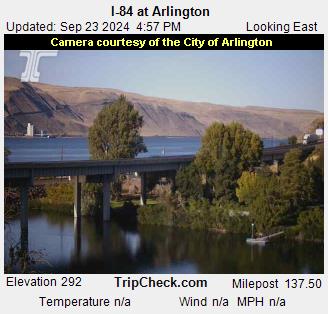 I-84 at Arlington
Updated: Sep 23 2024 4:57 PM Looking East
Camera courtesy of the City of Arlington
Elevation 292 TripCheck.com Milepost 137.50
Temperature n/a Wind n/a MPH n/a